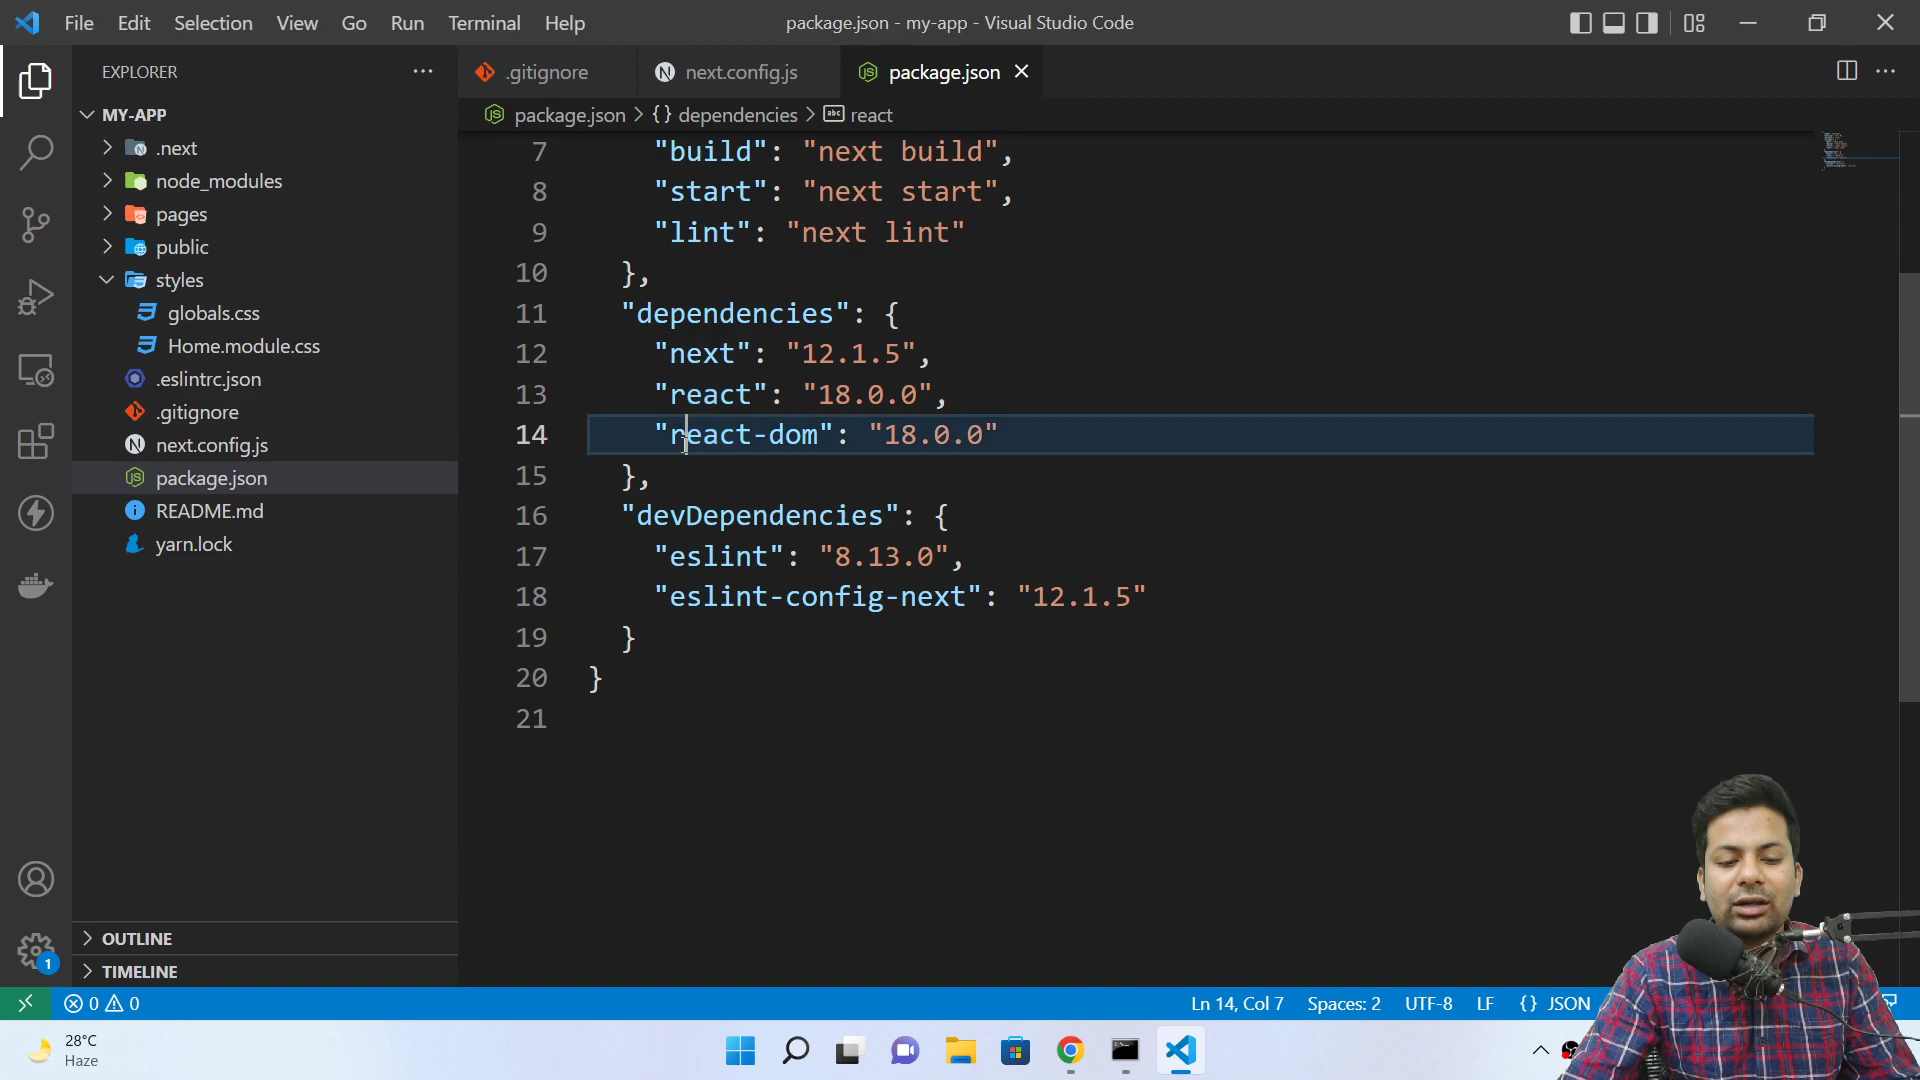 File Edit Selection View Go Run Terminal Help
package.json - my-app - Visual Studio Code
EXPLORER
MY-APP
.next
node_modules
pages
public
styles
globals.css
Home.module.css
.eslintrc.json
.gitignore
next.config.js
package.json
README.md
yarn.lock
OUTLINE
TIMELINE
.gitignore
next.config.js
package.json
package.json > {} dependencies > abc react
7 "build": "next build",
8 "start": "next start",
9 "lint": "next lint"
10 },
11 "dependencies": {
12 "next": "12.1.5",
13 "react": "18.0.0",
14 "react-dom": "18.0.0"
15 },
16 "devDependencies": {
17 "eslint": "8.13.0",
18 "eslint-config-next": "12.1.5"
19 }
20 }
21
1
0 0
Ln 14, Col 7 Spaces: 2 UTF-8 LF {} JSON
28°C
Haze